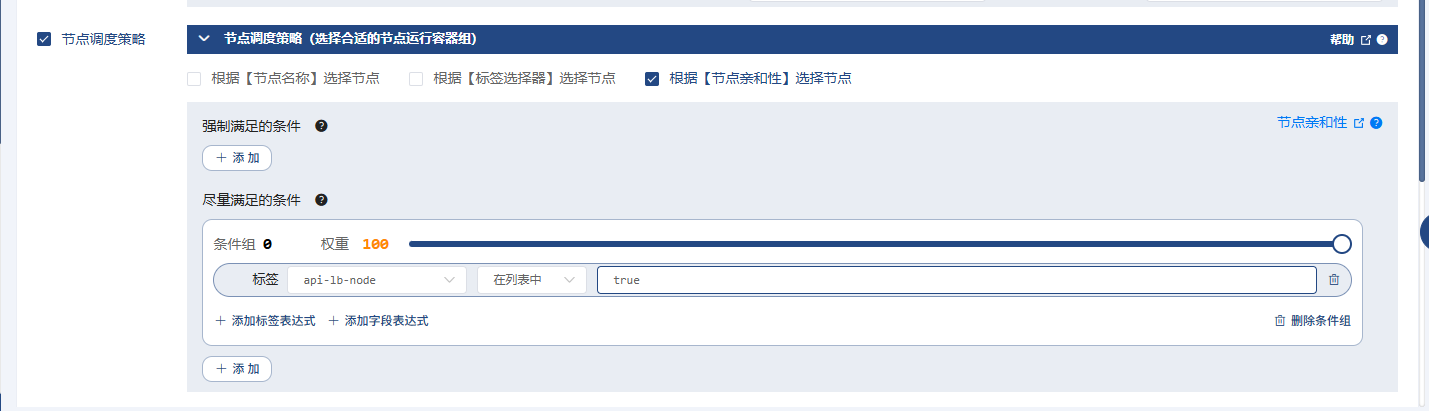 节点调度策略
节点调度策略（选择合适的节点运行容器组）
帮助
根据【节点名称】选择节点 根据【标签选择器】选择节点 根据【节点亲和性】选择节点
强制满足的条件
节点亲和性
+ 添 加
尽量满足的条件
条件组 0 权重 100
标签 api-lb-node 在列表中 true
+ 添加标签表达式 + 添加字段表达式 删除条件组
+ 添 加